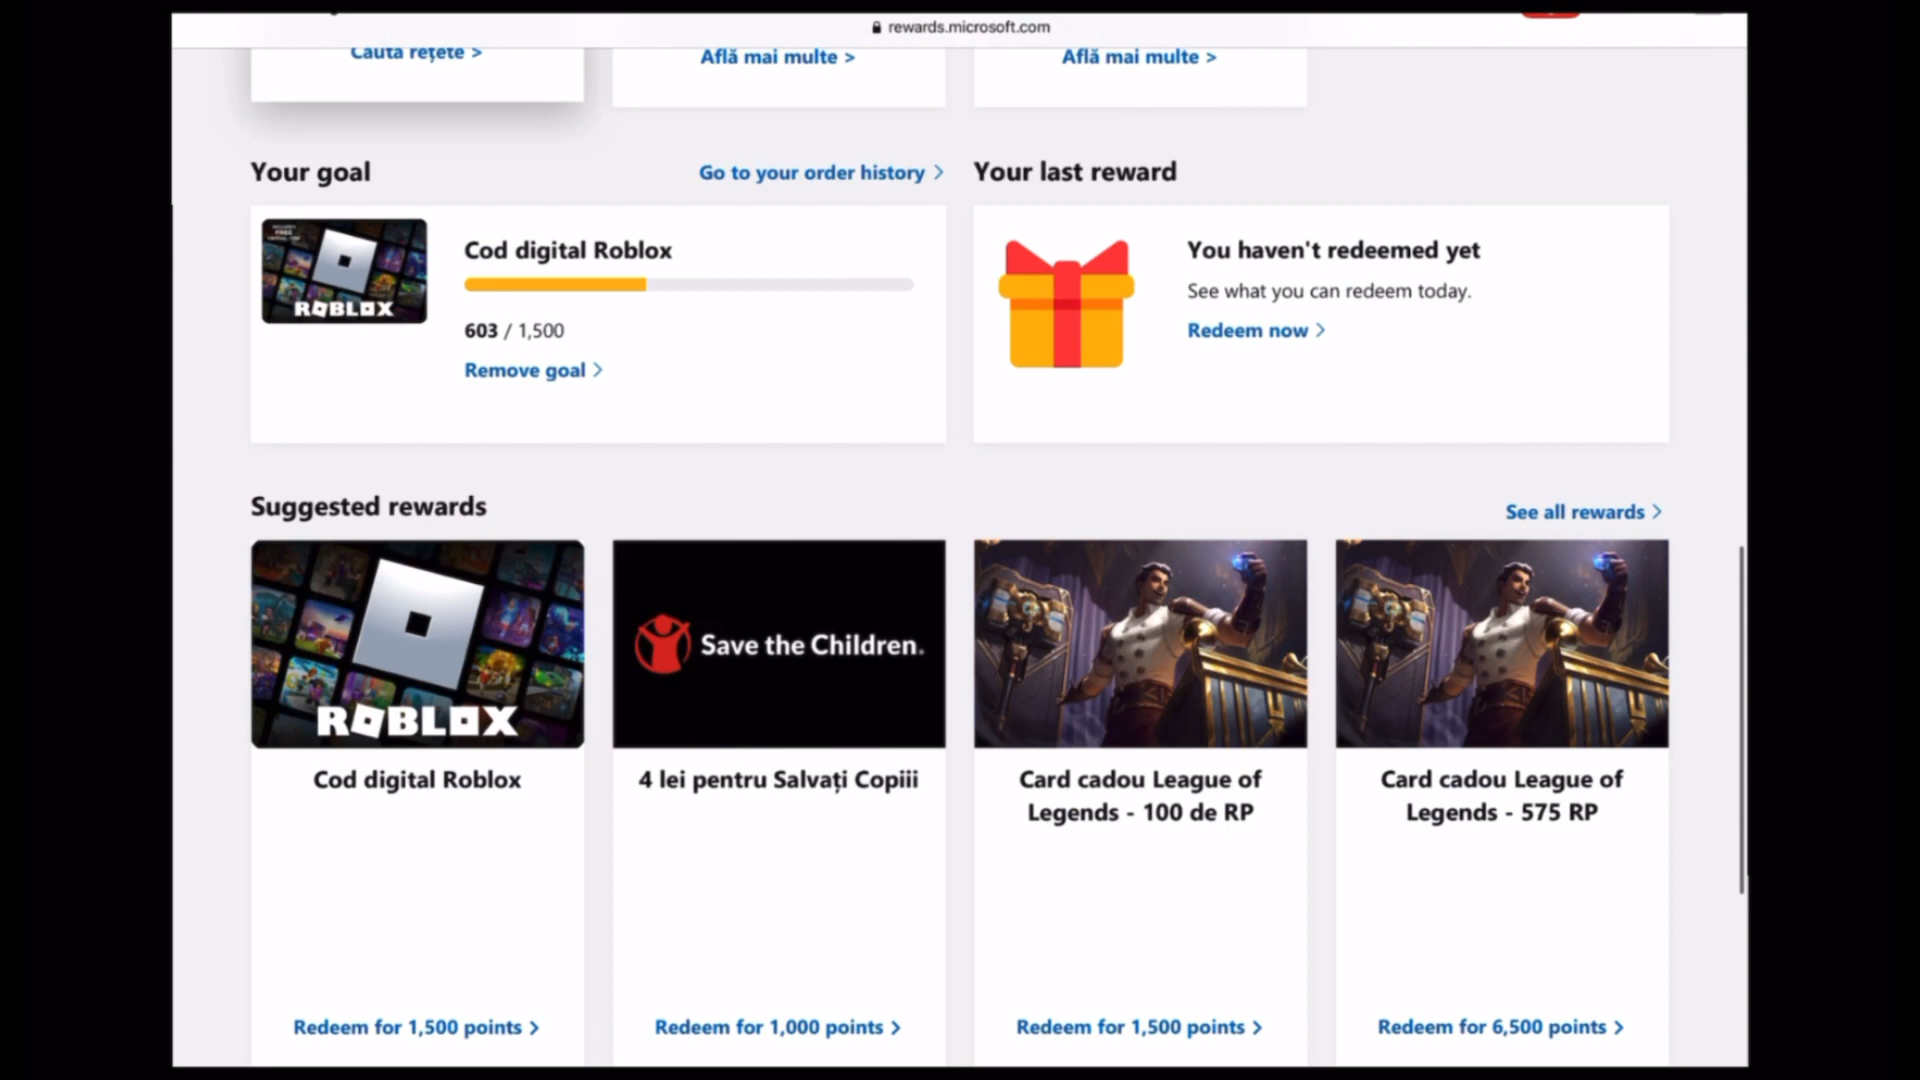 rewards.microsoft.com
Caută rețete >
Află mai multe >
Află mai multe >
Your goal
Go to your order history >
Your last reward
ROBLOX
Cod digital Roblox
603 / 1,500
Remove goal >
You haven't redeemed yet
See what you can redeem today.
Redeem now >
Suggested rewards
See all rewards >
ROBLOX
Save the Children.
Cod digital Roblox
4 lei pentru Salvați Copiii
Card cadou League of
Legends - 100 de RP
Card cadou League of
Legends - 575 RP
Redeem for 1,500 points >
Redeem for 1,000 points >
Redeem for 1,500 points >
Redeem for 6,500 points >